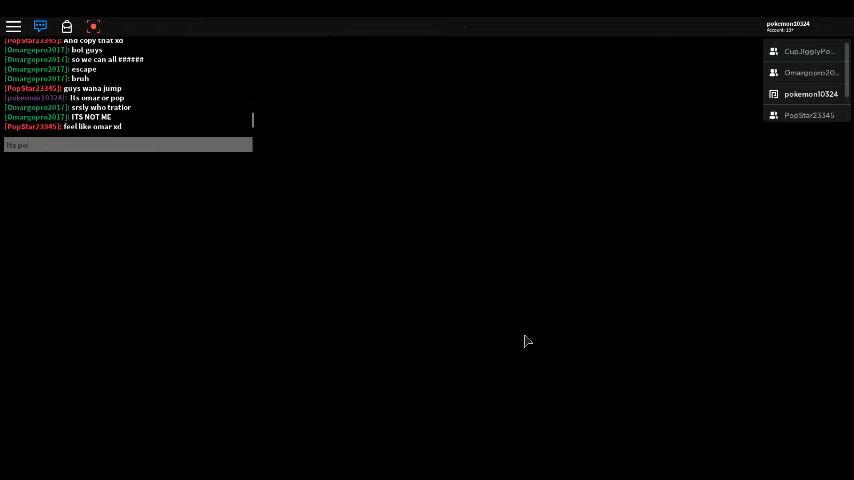 pokemon10324
Account: 13+
[PopStar23345]: And copy that xd
[Omargopro2017]: bol guys
[Omargopro2017]: so we can all ######
[Omargopro2017]: escape
[Omargopro2017]: bruh
[PopStar23345]: guys wana jump
[pokemon10324]: Its omar or pop
[Omargopro2017]: srsly who tratior
[Omargopro2017]: ITS NOT ME
[PopStar23345]: feel like omar xd
Its po
CupJigglyPo...
Omargopro20...
pokemon10324
PopStar23345